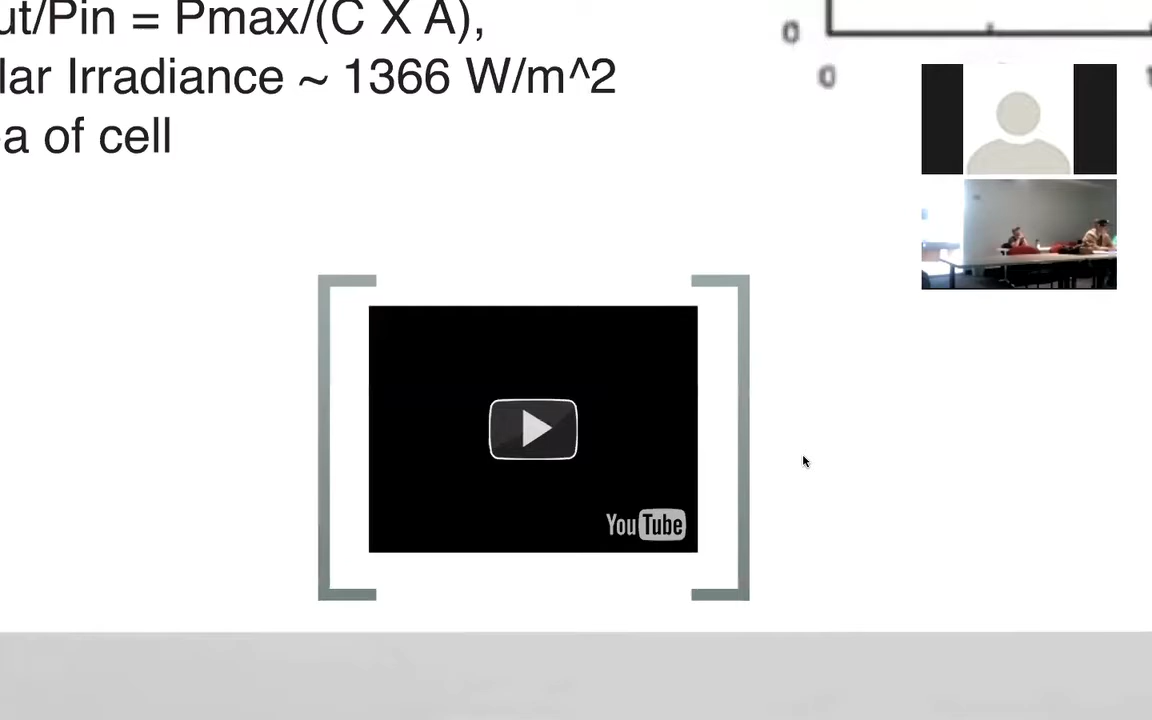 ut/Pin = Pmax/(C X A),
lar Irradiance ~ 1366 W/m^2
a of cell
0
0
YouTube